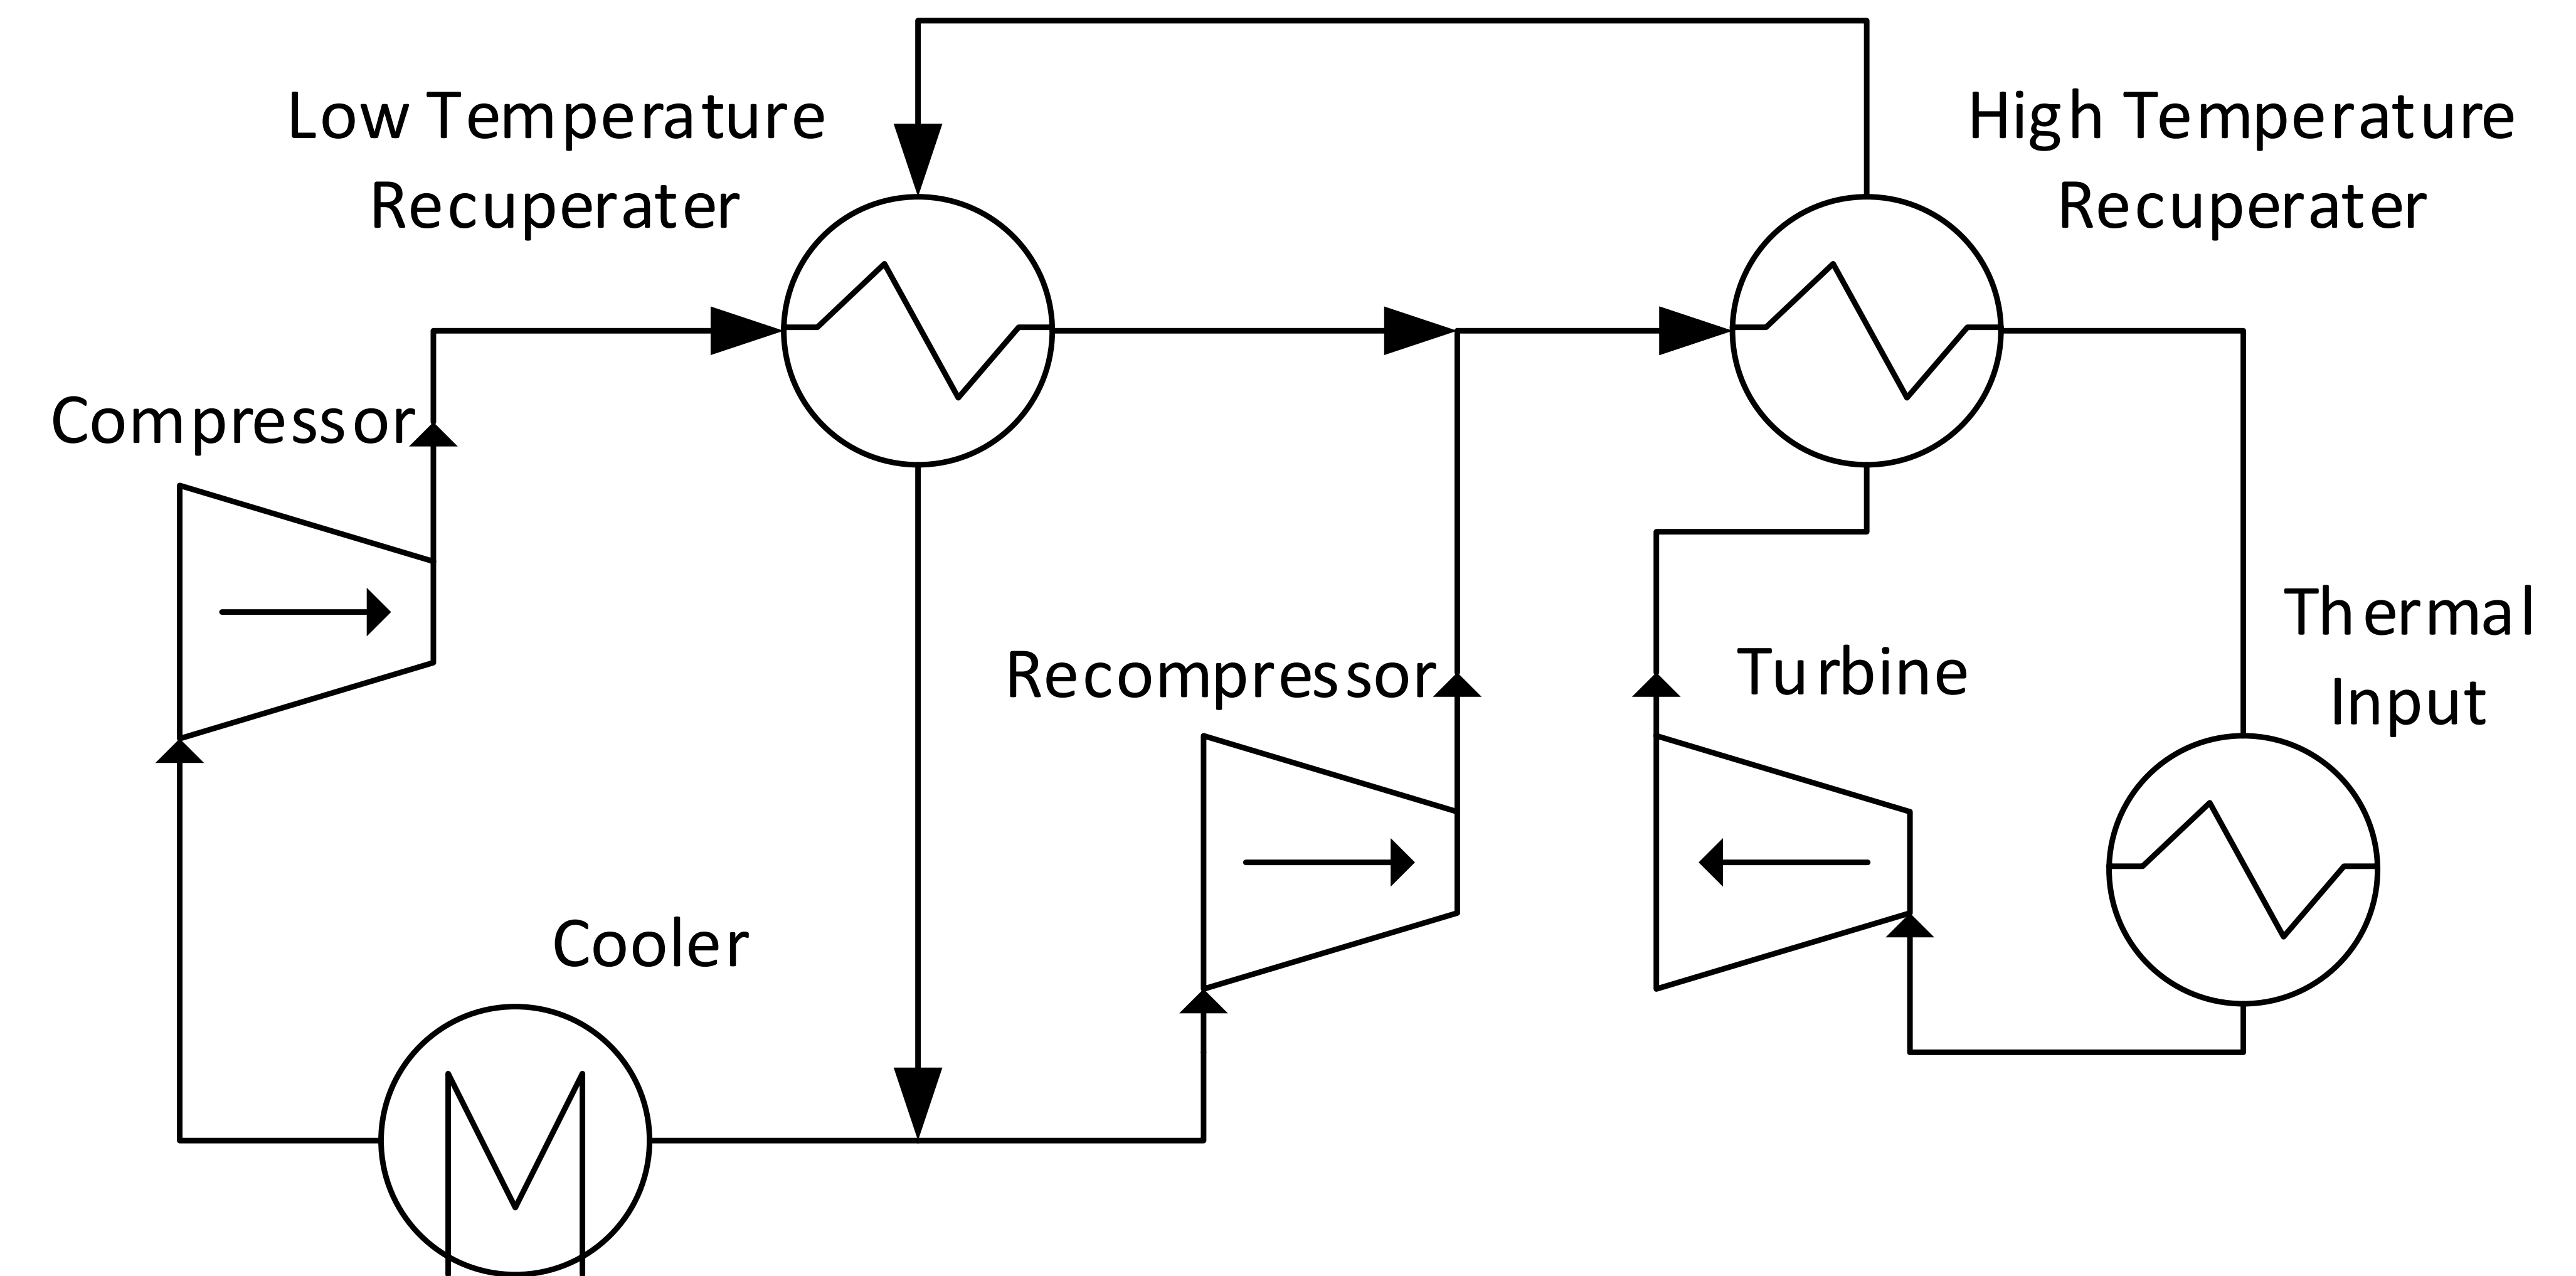 Low Temperature
Recuperater
High Temperature
Recuperater
Compressor
Recompressor
Turbine
Thermal
Input
Cooler